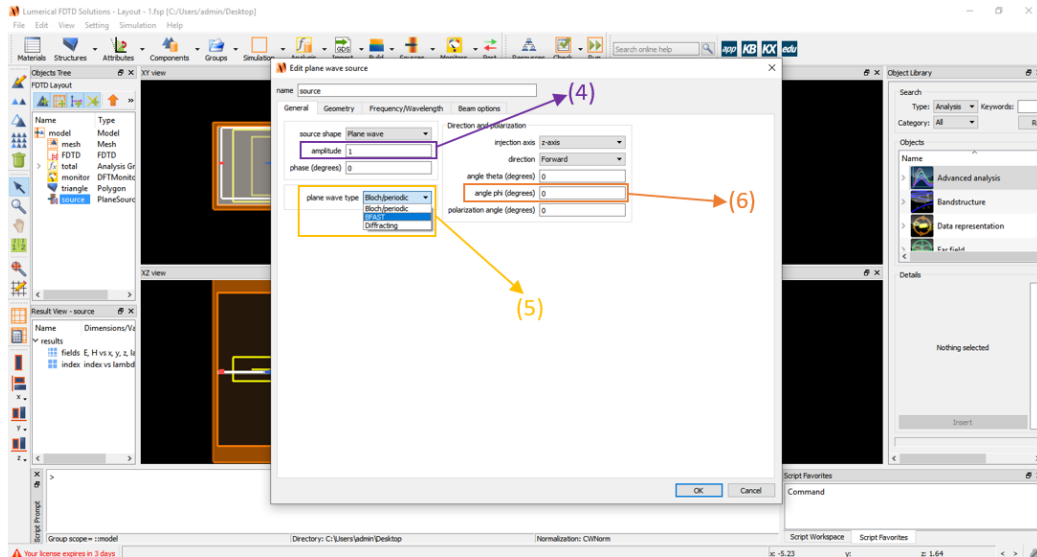 Lumerical FDTD Solutions - Layout - 1.fsp [C:/Users/admin/Desktop]
File Edit View Setting Simulation Help
Materials Structures Attributes Components Groups Simulation Analysis Import Build Sources Monitors Port Resources Check Run
Search online help
app KB KX edu
Objects Tree
FDTD Layout
Name Type
model Model
mesh Mesh
FDTD FDTD
total Analysis Gr
monitor DFTMonitc
triangle Polygon
source PlaneSourc
XY view
XZ view
Result View - source
Name Dimensions/Va
results
fields E, H vs x, y, z, la
index index vs lambd
x
y
z
Edit plane wave source
name source
General Geometry Frequency/Wavelength Beam options
source shape Plane wave
amplitude 1
phase (degrees) 0
plane wave type Bloch/periodic
Bloch/periodic
BFAST
Diffracting
Direction and polarization
injection axis z-axis
direction Forward
angle theta (degrees) 0
angle phi (degrees) 0
polarization angle (degrees) 0
(4)
(5)
(6)
OK Cancel
Object Library
Search
Type: Analysis Keywords:
Category: All R
Objects
Name
Advanced analysis
Bandstructure
Data representation
Far field
Details
Nothing selected
Insert
Script Prompt
>
Script Favorites
Command
Script Workspace Script Favorites
Group scope= ::model Directory: C:\Users\admin\Desktop Normalization: CWNorm
Your license expires in 3 days x: -5.23 y: z: 1.64